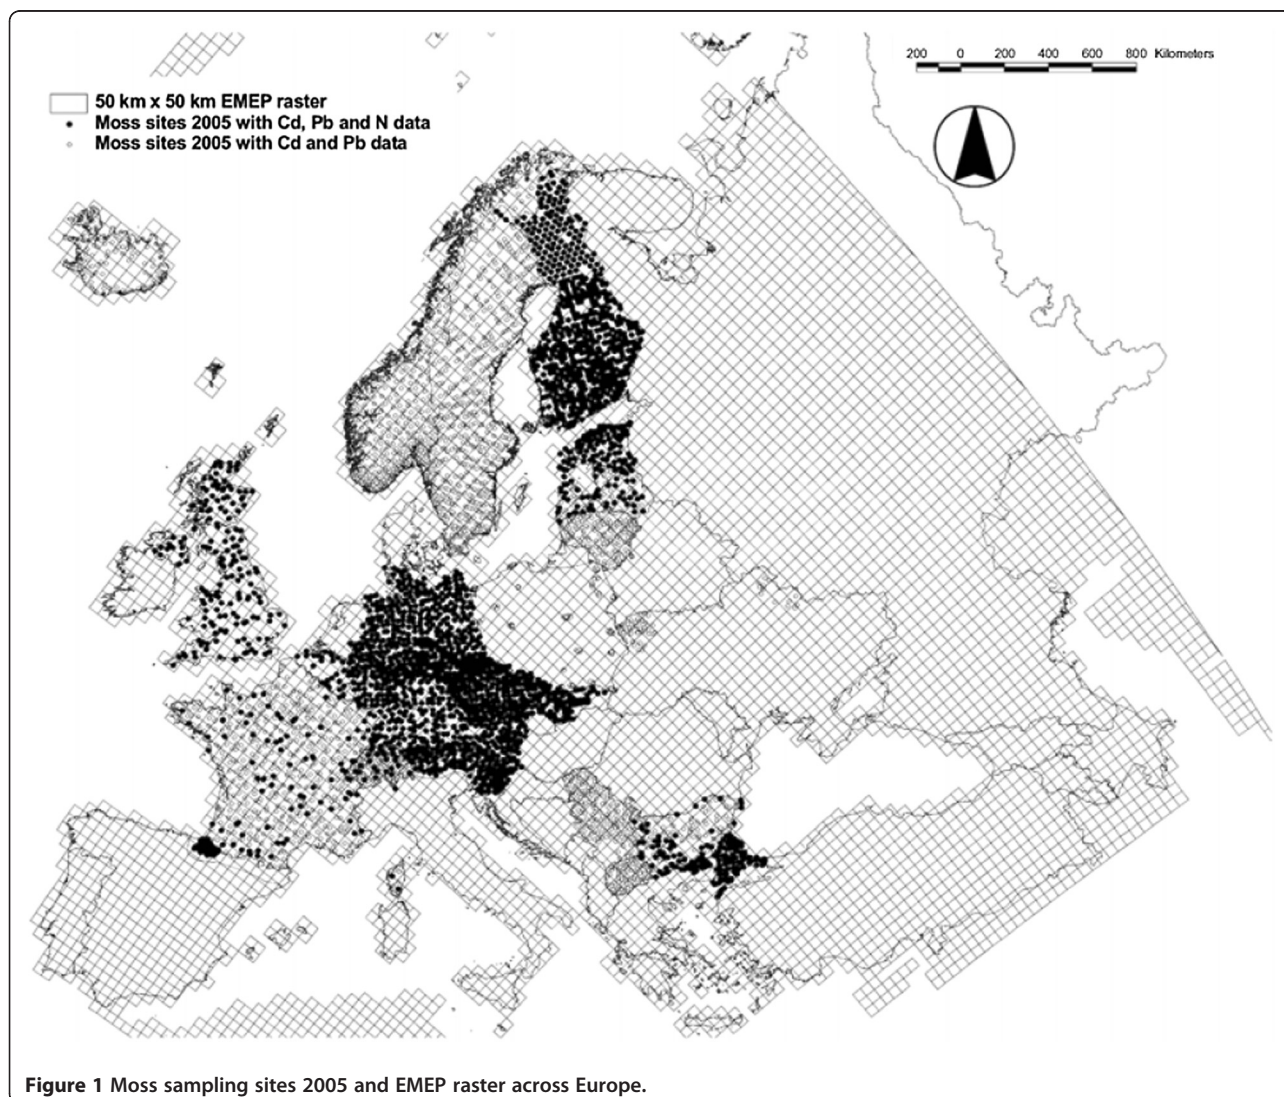 200 0 200 400 600 800 Kilometers
50 km x 50 km EMEP raster
Moss sites 2005 with Cd, Pb and N data
Moss sites 2005 with Cd and Pb data
Figure 1 Moss sampling sites 2005 and EMEP raster across Europe.